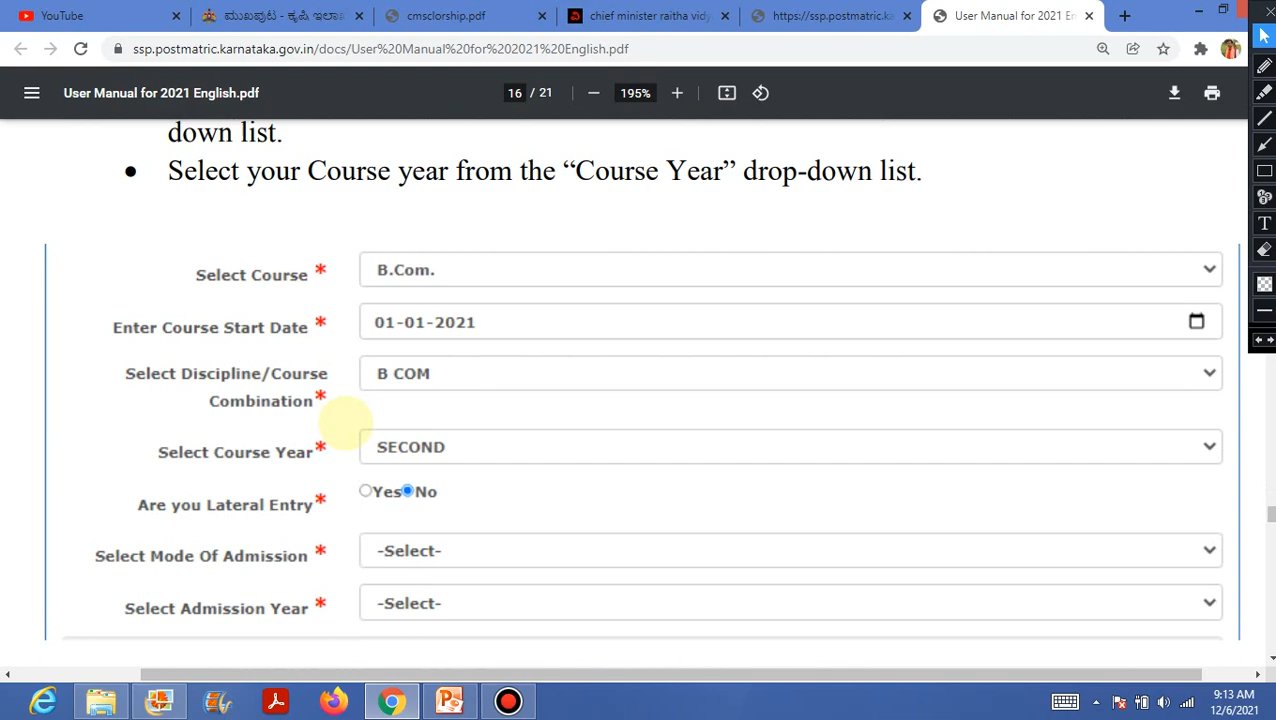 YouTube
ಮುಖಪುಟ - ಕೃಷಿ ಇಲಾಖೆ
cmsclorship.pdf
chief minister raitha vidy
https://ssp.postmatric.ka
User Manual for 2021 En
ssp.postmatric.karnataka.gov.in/docs/User%20Manual%20for%202021%20English.pdf
User Manual for 2021 English.pdf
16 / 21
195%
down list.
• Select your Course year from the “Course Year” drop-down list.
Select Course * B.Com.
Enter Course Start Date * 01-01-2021
Select Discipline/Course
Combination* B COM
Select Course Year* SECOND
Are you Lateral Entry* Yes No
Select Mode Of Admission * -Select-
Select Admission Year * -Select-
9:13 AM
12/6/2021